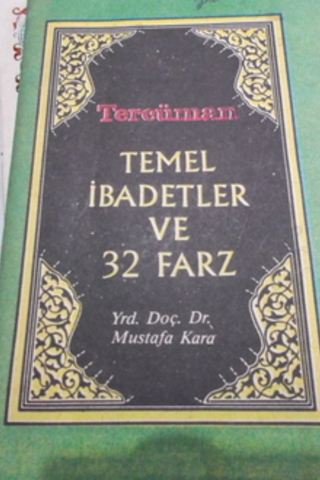 Tercüman
TEMEL
İBADETLER
VE
32 FARZ
Yrd. Doç. Dr.
Mustafa Kara